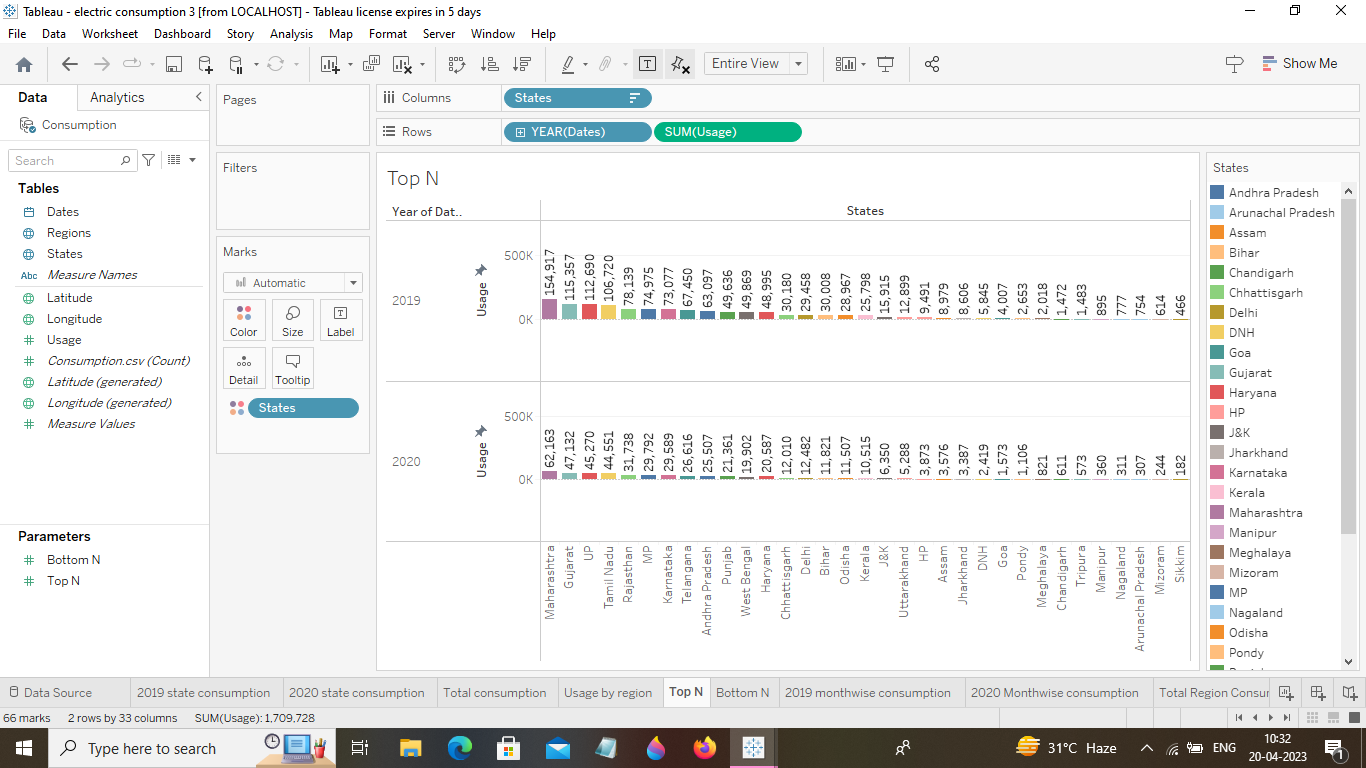 Tableau - electric consumption 3 [from LOCALHOST] - Tableau license expires in 5 days
File Data Worksheet Dashboard Story Analysis Map Format Server Window Help
Entire View
Show Me
Data Analytics
Consumption
Search
Tables
Dates
Regions
States
Abc Measure Names
Latitude
Longitude
Usage
Consumption.csv (Count)
Latitude (generated)
Longitude (generated)
Measure Values
Parameters
Bottom N
Top N
Pages
Filters
Marks
Automatic
Color Size Label
Detail Tooltip
States
Columns States
Rows YEAR(Dates) SUM(Usage)
Top N
Year of Dat..
States
2019
Usage
500K
0K
154,917 115,357 112,690 106,720 78,139 74,975 73,077 67,450 63,097 49,636 49,869 48,995 30,180 29,458 30,008 28,967 25,798 15,915 12,899 9,491 8,979 8,606 5,845 4,007 2,653 2,018 1,472 1,483 895 777 754 614 466
2020
Usage
500K
0K
62,163 47,132 45,270 44,551 31,738 29,792 29,589 26,616 25,507 21,361 19,902 20,587 12,010 12,482 11,821 11,507 10,515 6,350 5,288 3,873 3,576 3,387 2,419 1,573 1,106 821 611 573 360 311 307 244 182
Maharashtra Gujarat UP Tamil Nadu Rajasthan MP Karnataka Telangana Andhra Pradesh Punjab West Bengal Haryana Chhattisgarh Delhi Bihar Odisha Kerala J&K Uttarakhand HP Assam Jharkhand DNH Goa Pondy Meghalaya Chandigarh Tripura Manipur Nagaland Arunachal Pradesh Mizoram Sikkim
States
Andhra Pradesh
Arunachal Pradesh
Assam
Bihar
Chandigarh
Chhattisgarh
Delhi
DNH
Goa
Gujarat
Haryana
HP
J&K
Jharkhand
Karnataka
Kerala
Maharashtra
Manipur
Meghalaya
Mizoram
MP
Nagaland
Odisha
Pondy
Data Source 2019 state consumption 2020 state consumption Total consumption Usage by region Top N Bottom N 2019 monthwise consumption 2020 Monthwise consumption Total Region Consur
66 marks 2 rows by 33 columns SUM(Usage): 1,709,728
Type here to search
31°C Haze
ENG
10:32
20-04-2023
1